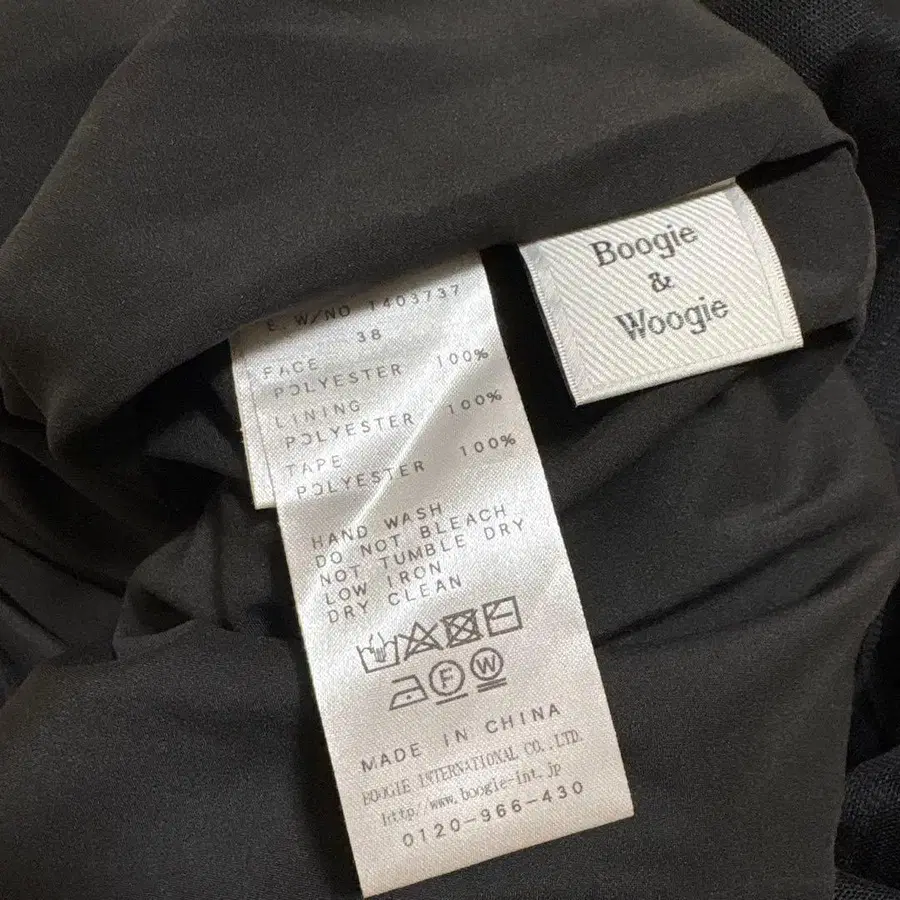 Boogie
&
Woogie
E. W/NO 1403737
38
FACE
POLYESTER 100%
LINING
POLYESTER 100%
TAPE
POLYESTER 100%
HAND WASH
DO NOT BLEACH
NOT TUMBLE DRY
LOW IRON
DRY CLEAN
F W
MADE IN CHINA
BOOGIE INTERNATIONAL CO.,LTD.
http://www.boogie-int.jp
0120-966-430